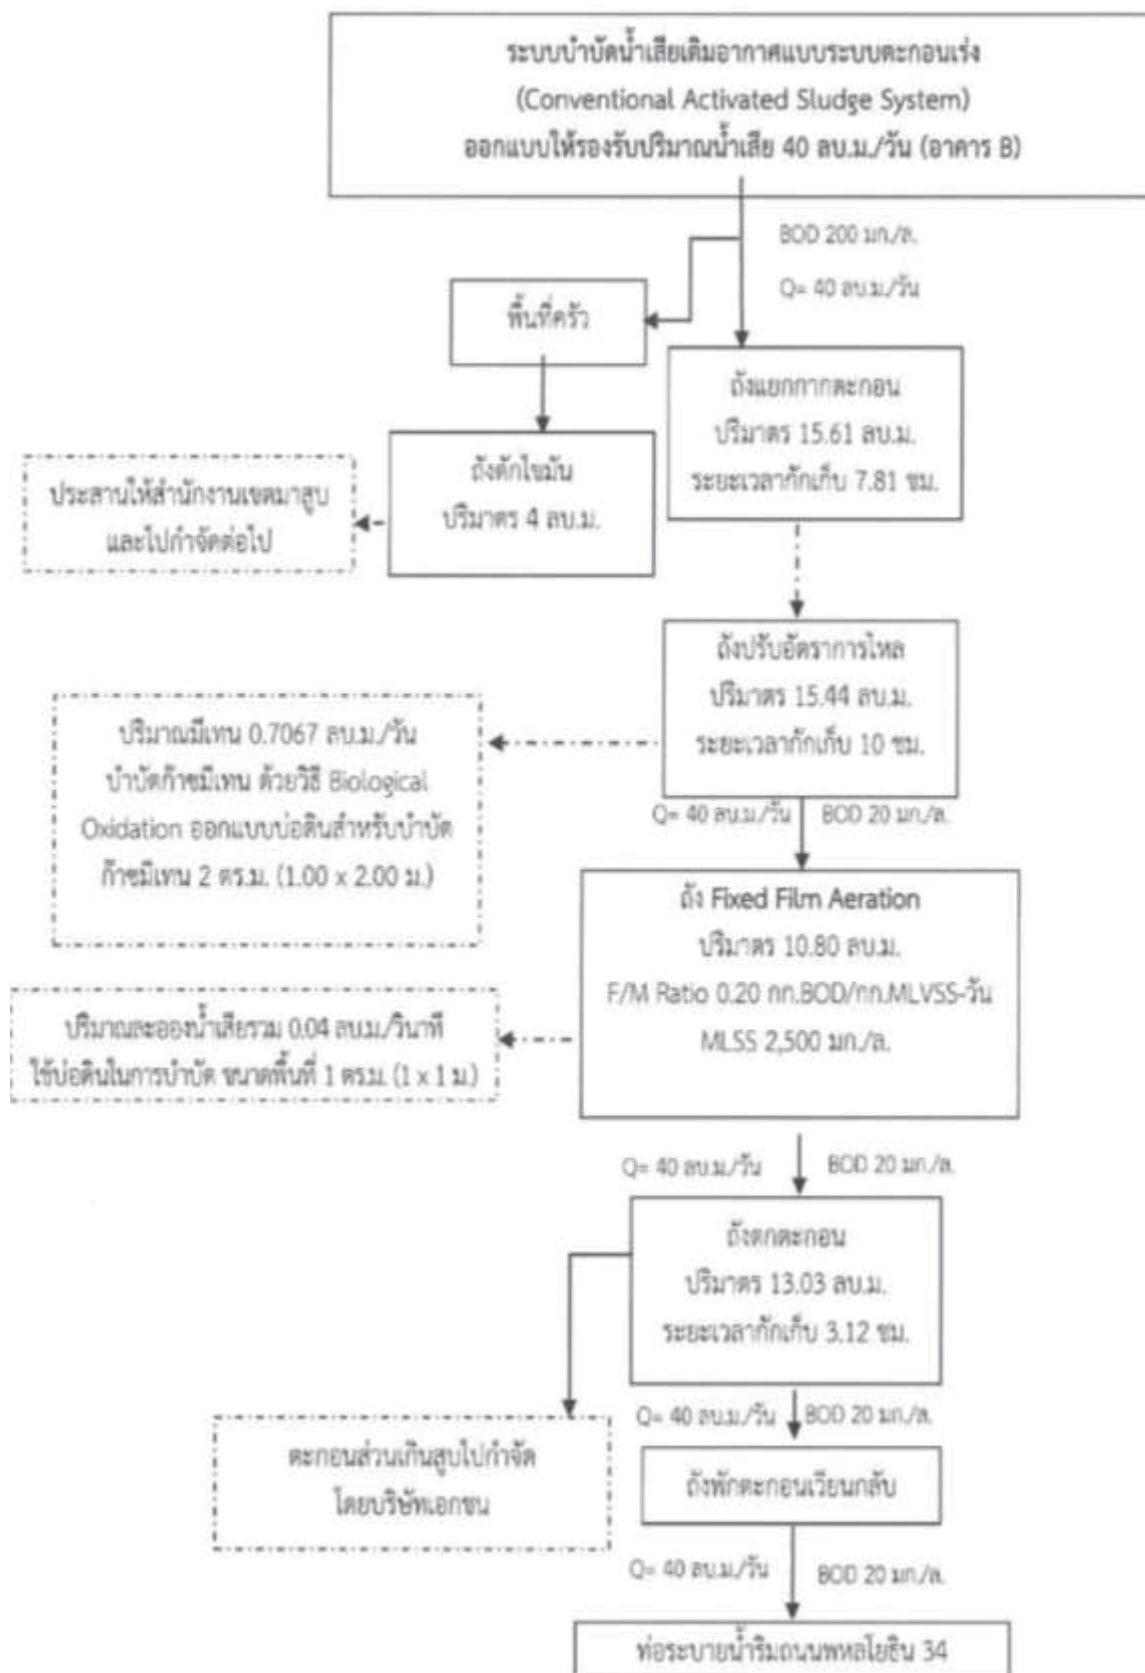 ระบบบำบัดน้ำเสียเติมอากาศแบบระบบตะกอนเร่ง
(Conventional Activated Sludge System)
ออกแบบให้รองรับปริมาณน้ำเสีย 40 ลบ.ม./วัน (อาคาร B)
BOD 200 มก./ล.
Q= 40 ลบ.ม./วัน
พื้นที่ครัว
ถังแยกกากตะกอน
ปริมาตร 15.61 ลบ.ม.
ระยะเวลากักเก็บ 7.81 ชม.
ถังดักไขมัน
ปริมาตร 4 ลบ.ม.
ประสานให้สำนักงานเขตมาสูบ
และไปกำจัดต่อไป
ถังปรับอัตราการไหล
ปริมาตร 15.44 ลบ.ม.
ระยะเวลากักเก็บ 10 ชม.
ปริมาณมีเทน 0.7067 ลบ.ม./วัน
บำบัดก๊าซมีเทน ด้วยวิธี Biological
Oxidation ออกแบบบ่อดินสำหรับบำบัด
ก๊าซมีเทน 2 ตร.ม. (1.00 x 2.00 ม.)
Q= 40 ลบ.ม./วัน BOD 20 มก./ล.
ถัง Fixed Film Aeration
ปริมาตร 10.80 ลบ.ม.
F/M Ratio 0.20 กก.BOD/กก.MLVSS-วัน
MLSS 2,500 มก./ล.
ปริมาณละอองน้ำเสียรวม 0.04 ลบ.ม./วินาที
ใช้บ่อดินในการบำบัด ขนาดพื้นที่ 1 ตร.ม. (1 x 1 ม.)
Q= 40 ลบ.ม./วัน BOD 20 มก./ล.
ถังตกตะกอน
ปริมาตร 13.03 ลบ.ม.
ระยะเวลากักเก็บ 3.12 ชม.
Q= 40 ลบ.ม./วัน BOD 20 มก./ล.
ตะกอนส่วนเกินสูบไปกำจัด
โดยบริษัทเอกชน
ถังพักตะกอนเวียนกลับ
Q= 40 ลบ.ม./วัน BOD 20 มก./ล.
ท่อระบายน้ำริมถนนพหลโยธิน 34